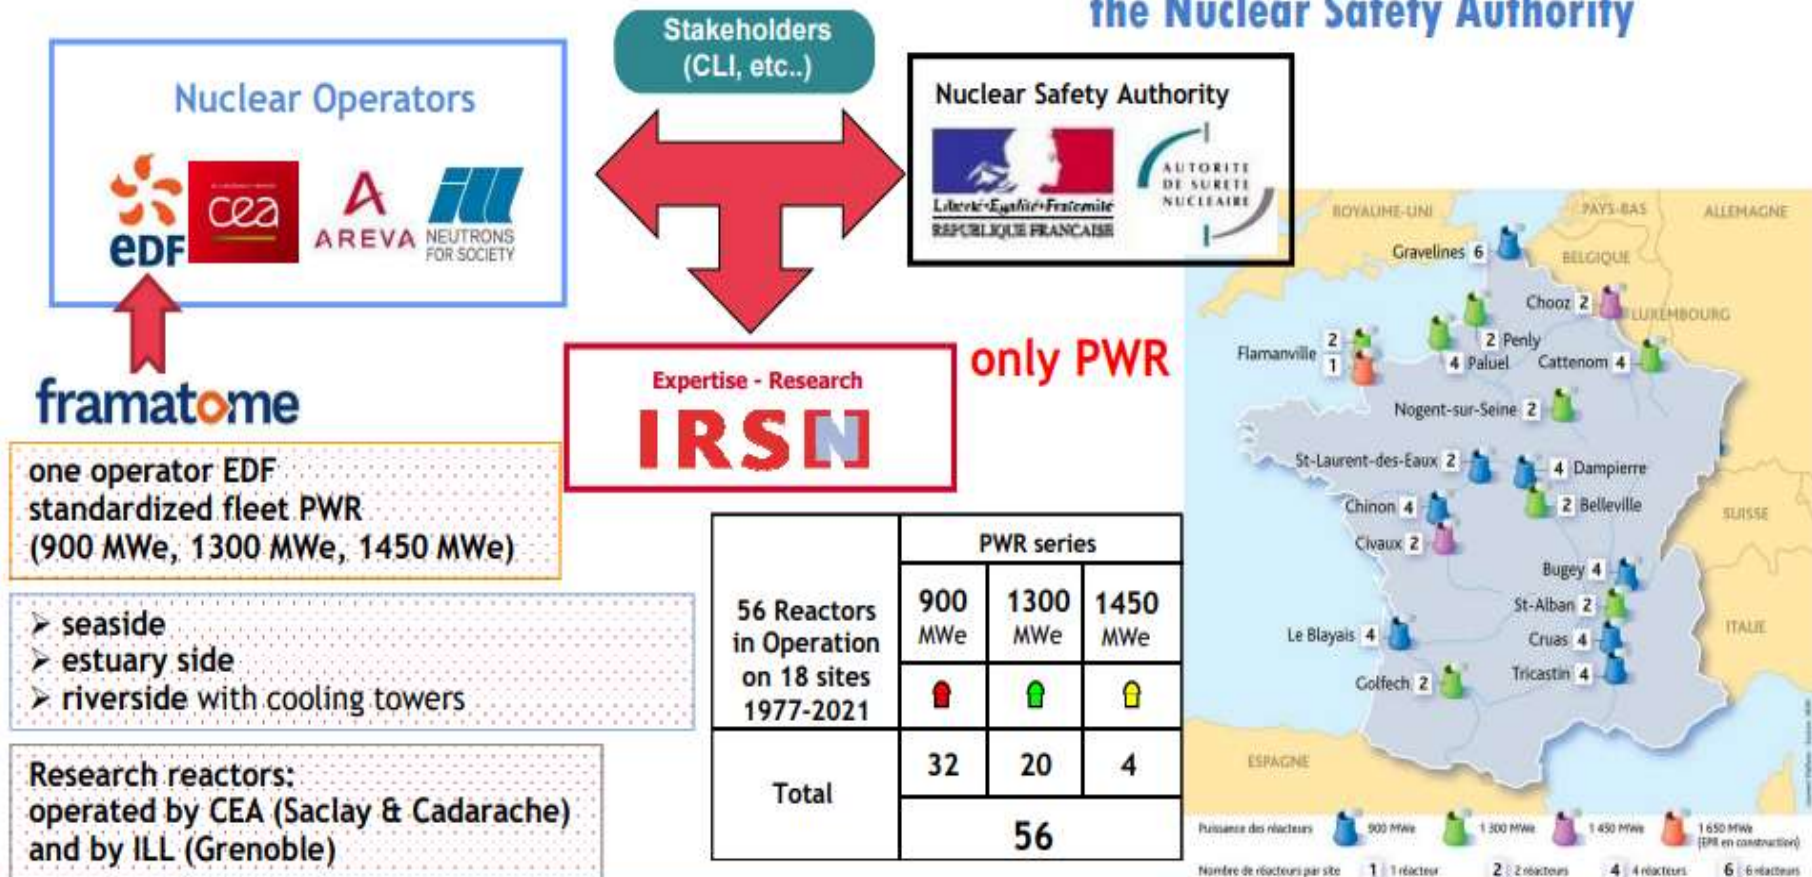 the Nuclear Safety Authority
Stakeholders
(CLI, etc..)
Nuclear Operators
eDF
cea
AREVA
ill
NEUTRONS
FOR SOCIETY
Nuclear Safety Authority
Liberté • Égalité • Fraternité
RÉPUBLIQUE FRANÇAISE
AUTORITE
DE SURETE
NUCLEAIRE
framatome
Expertise - Research
IRSN
only PWR
one operator EDF
standardized fleet PWR
(900 MWe, 1300 MWe, 1450 MWe)
➢ seaside
➢ estuary side
➢ riverside with cooling towers
Research reactors:
operated by CEA (Saclay & Cadarache)
and by ILL (Grenoble)
56 Reactors
in Operation
on 18 sites
1977-2021
PWR series
900
MWe
1300
MWe
1450
MWe
Total
32
20
4
56
ROYAUME-UNI
PAYS-BAS
ALLEMAGNE
Gravelines 6
BELGIQUE
Chooz 2
LUXEMBOURG
Flamanville
2
1
2 Penly
4 Paluel
Cattenom 4
Nogent-sur-Seine 2
St-Laurent-des-Eaux 2
4 Dampierre
Chinon 4
2 Belleville
SUISSE
Civaux 2
Bugey 4
St-Alban 2
Le Blayais 4
Cruas 4
ITALIE
Golfech 2
Tricastin 4
ESPAGNE
Puissance des réacteurs
900 MWe
1 300 MWe
1 450 MWe
1 650 MWe
(EPR en construction)
Nombre de réacteurs par site
1 1 réacteur
2 2 réacteurs
4 4 réacteurs
6 6 réacteurs